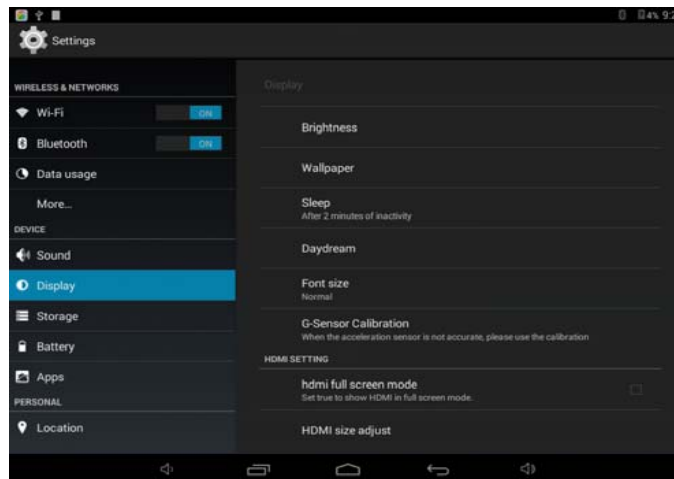 4% 9:2
Settings
WIRELESS & NETWORKS
Wi-Fi ON
Bluetooth ON
Data usage
More...
DEVICE
Sound
Display
Storage
Battery
Apps
PERSONAL
Location
Display
Brightness
Wallpaper
Sleep
After 2 minutes of inactivity
Daydream
Font size
Normal
G-Sensor Calibration
When the acceleration sensor is not accurate, please use the calibration
HDMI SETTING
hdmi full screen mode
Set true to show HDMI in full screen mode.
HDMI size adjust